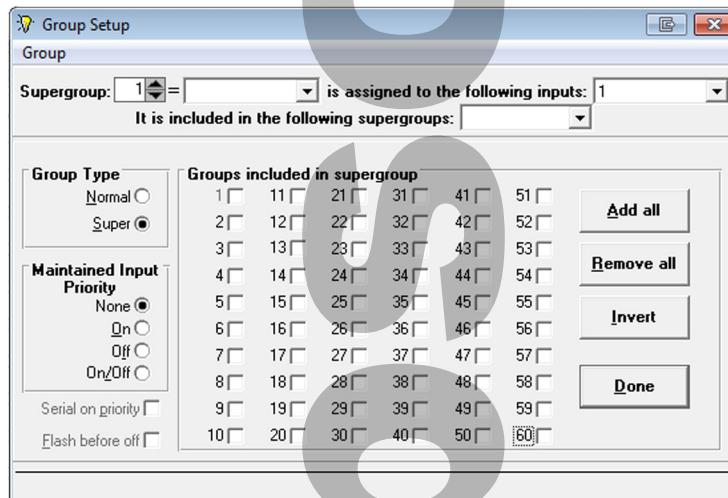 Group Setup
Group
Supergroup: 1 = is assigned to the following inputs: 1
It is included in the following supergroups:
Group Type
Normal
Super
Maintained Input
Priority
None
On
Off
On/Off
Serial on priority
Flash before off
Groups included in supergroup
1 11 21 31 41 51
2 12 22 32 42 52
3 13 23 33 43 53
4 14 24 34 44 54
5 15 25 35 45 55
6 16 26 36 46 56
7 17 27 37 47 57
8 18 28 38 48 58
9 19 29 39 49 59
10 20 30 40 50 60
Add all
Remove all
Invert
Done